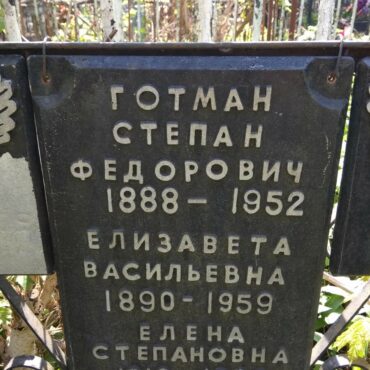 ГОТМАН
СТЕПАН
ФЕДОРОВИЧ
1888 - 1952
ЕЛИЗАВЕТА
ВАСИЛЬЕВНА
1890 - 1959
ЕЛЕНА
СТЕПАНОВНА